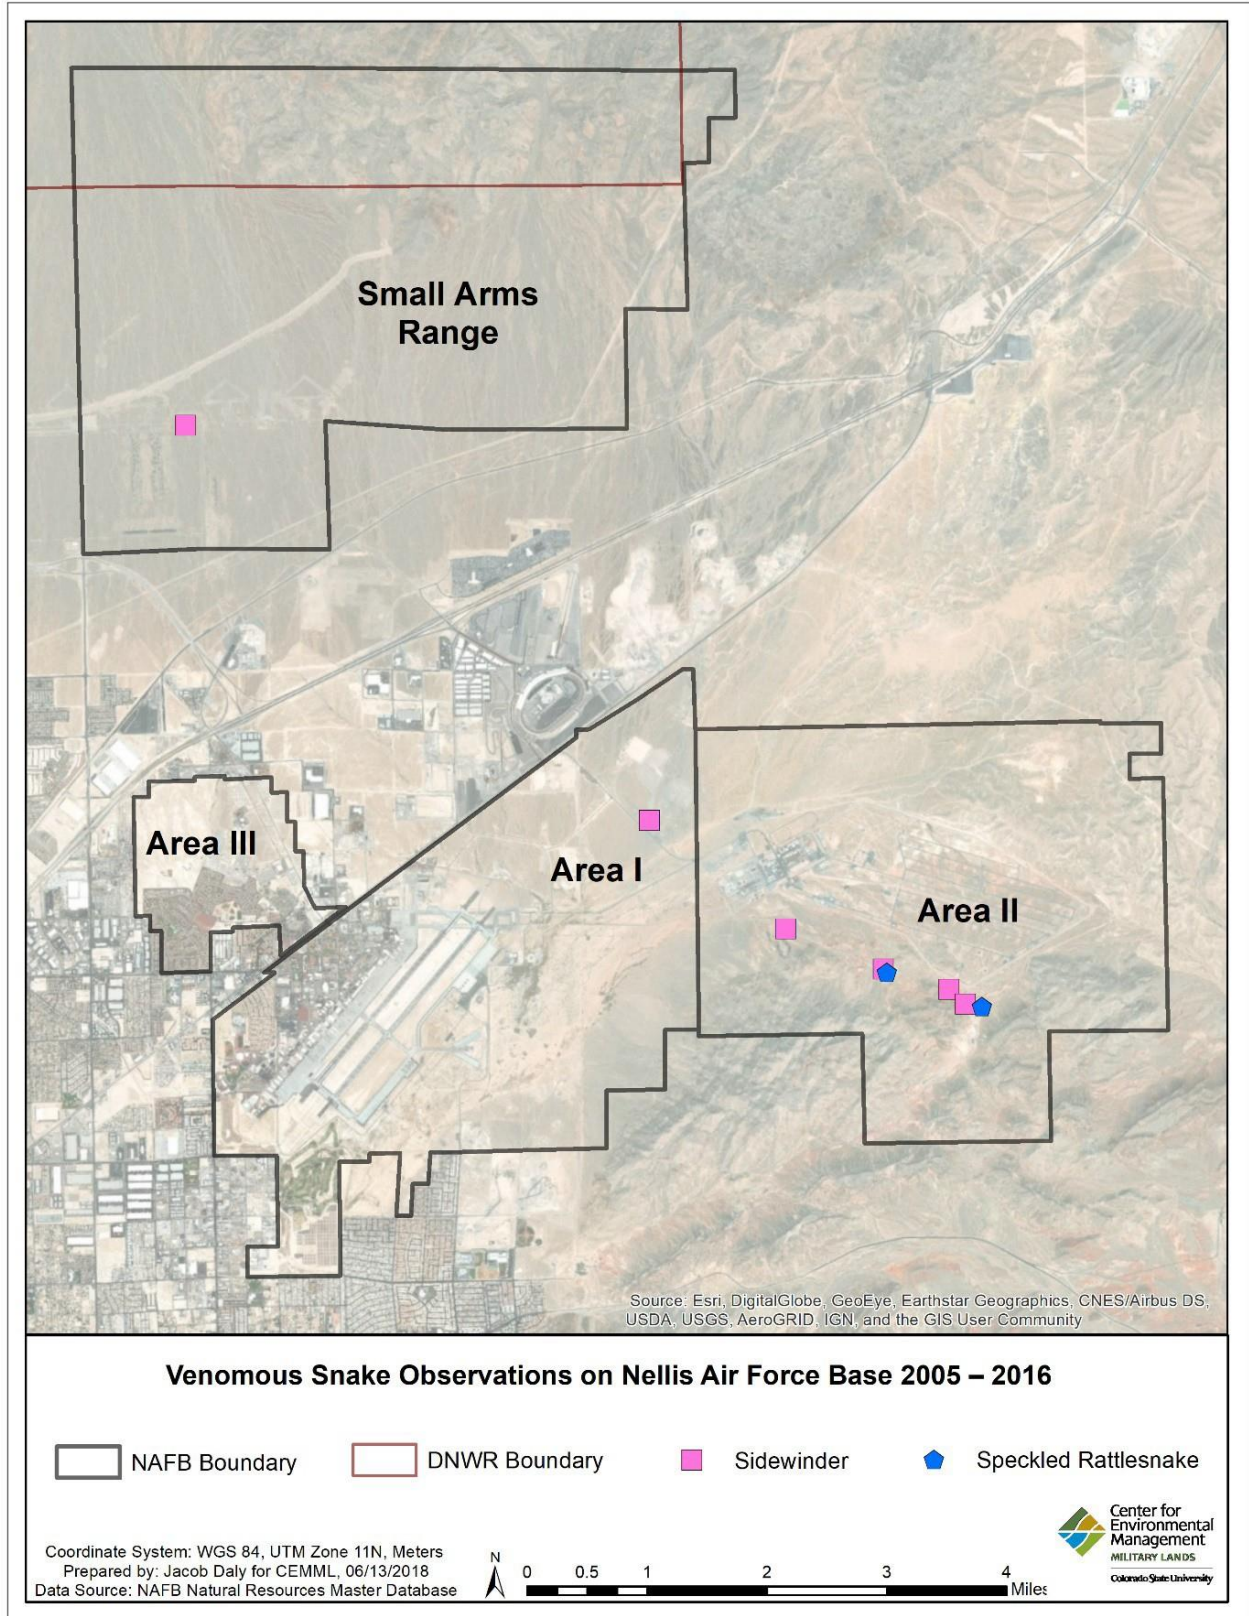 Small Arms
Range
Area III
Area I
Area II
Source: Esri, DigitalGlobe, GeoEye, Earthstar Geographics, CNES/Airbus DS,
USDA, USGS, AeroGRID, IGN, and the GIS User Community
Venomous Snake Observations on Nellis Air Force Base 2005 – 2016
NAFB Boundary
DNWR Boundary
Sidewinder
Speckled Rattlesnake
Coordinate System: WGS 84, UTM Zone 11N, Meters
Prepared by: Jacob Daly for CEMML, 06/13/2018
Data Source: NAFB Natural Resources Master Database
N
0 0.5 1 2 3 4
Miles
Center for
Environmental
Management
MILITARY LANDS
Colorado State University